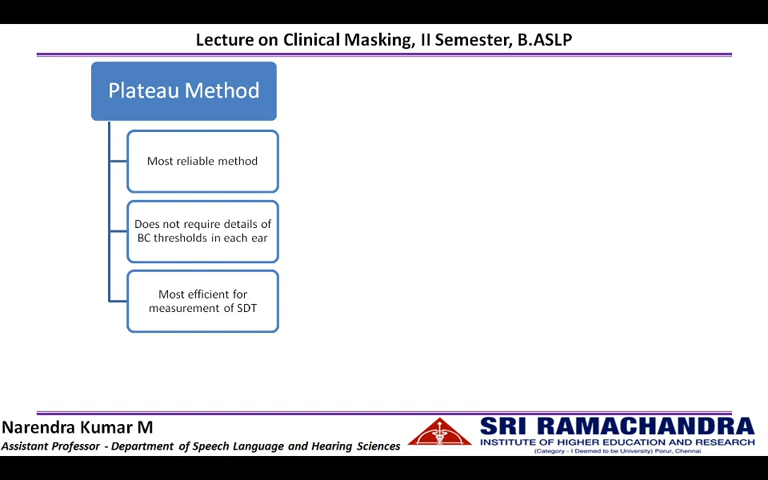 Lecture on Clinical Masking, II Semester, B.ASLP
Plateau Method
Most reliable method
Does not require details of
BC thresholds in each ear
Most efficient for
measurement of SDT
Narendra Kumar M
Assistant Professor - Department of Speech Language and Hearing Sciences
SRI RAMACHANDRA
INSTITUTE OF HIGHER EDUCATION AND RESEARCH
(Category - I Deemed to be University) Porur, Chennai